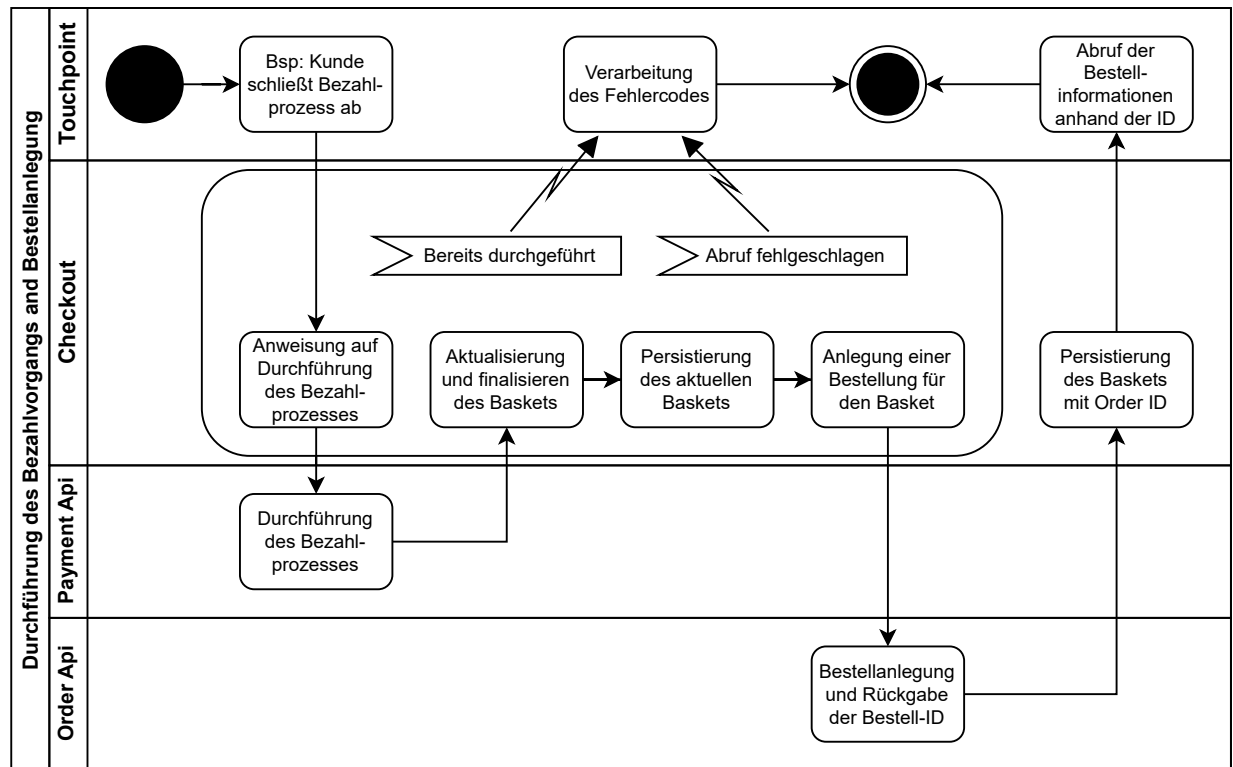 Durchführung des Bezahlvorgangs and Bestellanlegung
Touchpoint
Bsp: Kunde
schließt Bezahl-
prozess ab
Verarbeitung
des Fehlercodes
Abruf der
Bestell-
informationen
anhand der ID
Checkout
Bereits durchgeführt
Abruf fehlgeschlagen
Anweisung auf
Durchführung
des Bezahl-
prozesses
Aktualisierung
und finalisieren
des Baskets
Persistierung
des aktuellen
Baskets
Anlegung einer
Bestellung für
den Basket
Persistierung
des Baskets
mit Order ID
Payment Api
Durchführung
des Bezahl-
prozesses
Order Api
Bestellanlegung
und Rückgabe
der Bestell-ID